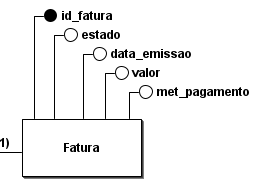 id_fatura
estado
data_emissao
valor
met_pagamento
1)
Fatura